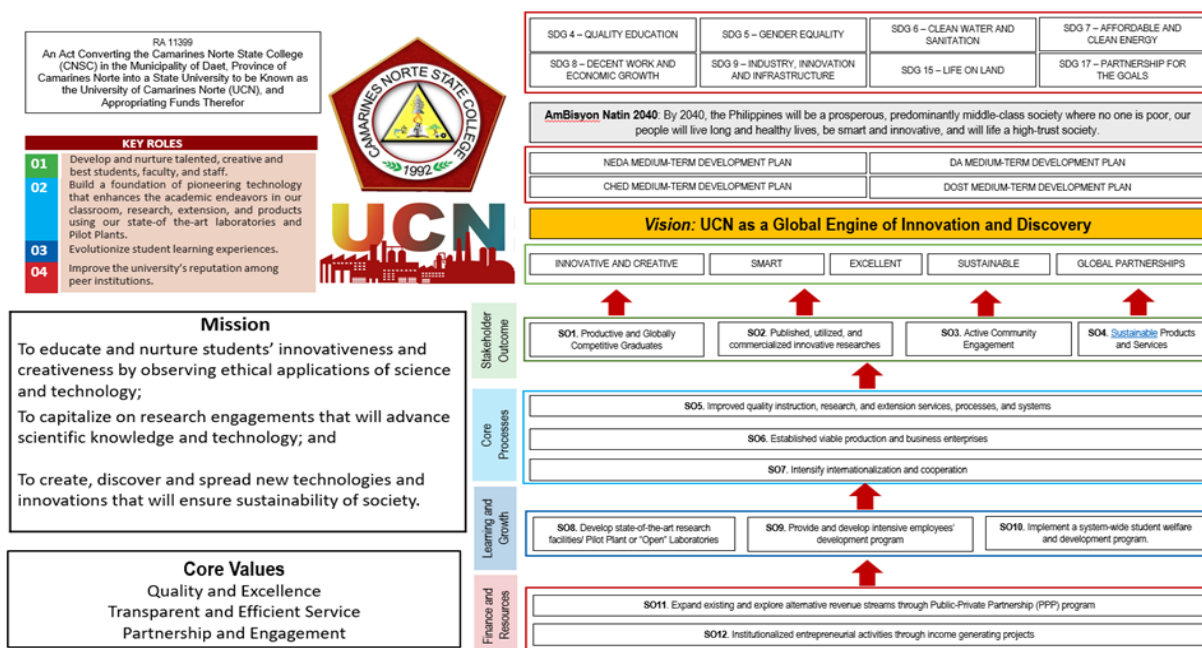 RA 11399
An Act Converting the Camarines Norte State College
(CNSC) in the Municipality of Daet, Province of
Camarines Norte into a State University to be Known as
the University of Camarines Norte (UCN), and
Appropriating Funds Therefor
CAMARINES NORTE STATE COLLEGE
1992
UCN
KEY ROLES
01
Develop and nurture talented, creative and
best students, faculty, and staff.
02
Build a foundation of pioneering technology
that enhances the academic endeavors in our
classroom, research, extension, and products
using our state-of the-art laboratories and
Pilot Plants.
03
Evolutionize student learning experiences.
04
Improve the university's reputation among
peer institutions.
Mission
To educate and nurture students' innovativeness and
creativeness by observing ethical applications of science
and technology;
To capitalize on research engagements that will advance
scientific knowledge and technology; and
To create, discover and spread new technologies and
innovations that will ensure sustainability of society.
Core Values
Quality and Excellence
Transparent and Efficient Service
Partnership and Engagement
SDG 4 – QUALITY EDUCATION
SDG 5 – GENDER EQUALITY
SDG 6 – CLEAN WATER AND
SANITATION
SDG 7 – AFFORDABLE AND
CLEAN ENERGY
SDG 8 – DECENT WORK AND
ECONOMIC GROWTH
SDG 9 – INDUSTRY, INNOVATION
AND INFRASTRUCTURE
SDG 15 – LIFE ON LAND
SDG 17 – PARTNERSHIP FOR
THE GOALS
AmBisyon Natin 2040: By 2040, the Philippines will be a prosperous, predominantly middle-class society where no one is poor, our
people will live long and healthy lives, be smart and innovative, and will life a high-trust society.
NEDA MEDIUM-TERM DEVELOPMENT PLAN
DA MEDIUM-TERM DEVELOPMENT PLAN
CHED MEDIUM-TERM DEVELOPMENT PLAN
DOST MEDIUM-TERM DEVELOPMENT PLAN
Vision: UCN as a Global Engine of Innovation and Discovery
INNOVATIVE AND CREATIVE
SMART
EXCELLENT
SUSTAINABLE
GLOBAL PARTNERSHIPS
Stakeholder
Outcome
SO1. Productive and Globally
Competitive Graduates
SO2. Published, utilized, and
commercialized innovative researches
SO3. Active Community
Engagement
SO4. Sustainable Products
and Services
Core
Processes
SO5. Improved quality instruction, research, and extension services, processes, and systems
SO6. Established viable production and business enterprises
SO7. Intensify internationalization and cooperation
Learning and
Growth
SO8. Develop state-of-the-art research
facilities/ Pilot Plant or "Open" Laboratories
SO9. Provide and develop intensive employees'
development program
SO10. Implement a system-wide student welfare
and development program.
Finance and
Resources
SO11. Expand existing and explore alternative revenue streams through Public-Private Partnership (PPP) program
SO12. Institutionalized entrepreneurial activities through income generating projects